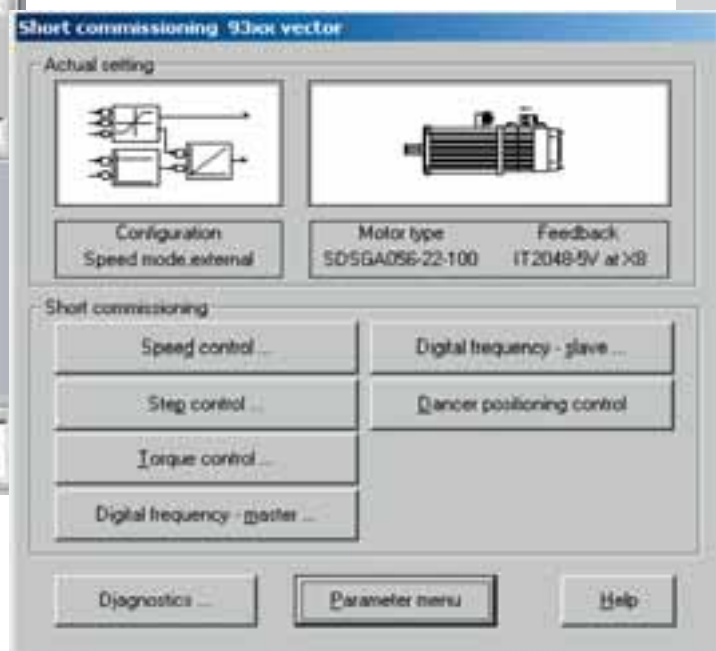 Short commissioning 93xx vector
Actual setting
Configuration
Speed mode.external
Motor type Feedback
SDSGA056-22-100 IT2048-5V at X8
Short commissioning
Speed control ...
Digital frequency - slave ...
Step control ...
Dancer positioning control
Torque control ...
Digital frequency - master ...
Diagnostics ...
Parameter menu
Help